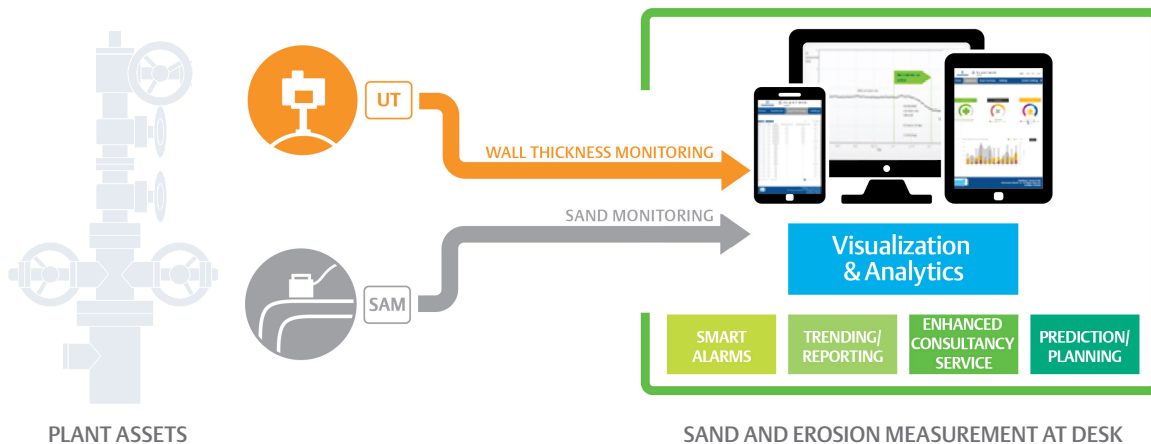 UT
WALL THICKNESS MONITORING
SAND MONITORING
SAM
Visualization
& Analytics
SMART
ALARMS
TRENDING/
REPORTING
ENHANCED
CONSULTANCY
SERVICE
PREDICTION/
PLANNING
PLANT ASSETS
SAND AND EROSION MEASUREMENT AT DESK